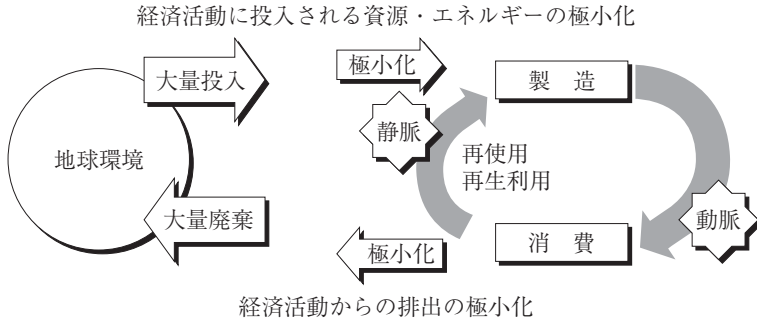 経済活動に投入される資源・エネルギーの極小化
大量投入
地球環境
大量廃棄
極小化
製 造
静脈
再使用
再生利用
動脈
消 費
極小化
経済活動からの排出の極小化